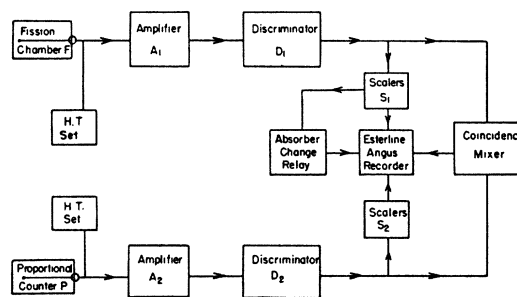 Fission
Chamber F
Amplifier
A1
Discriminator
D1
Scalers
S1
H.T
Set
Absorber
Change
Relay
Esterline
Angus
Recorder
Coincidence
Mixer
H.T.
Set
Scalers
S2
Proportional
Counter P
Amplifier
A2
Discriminator
D2